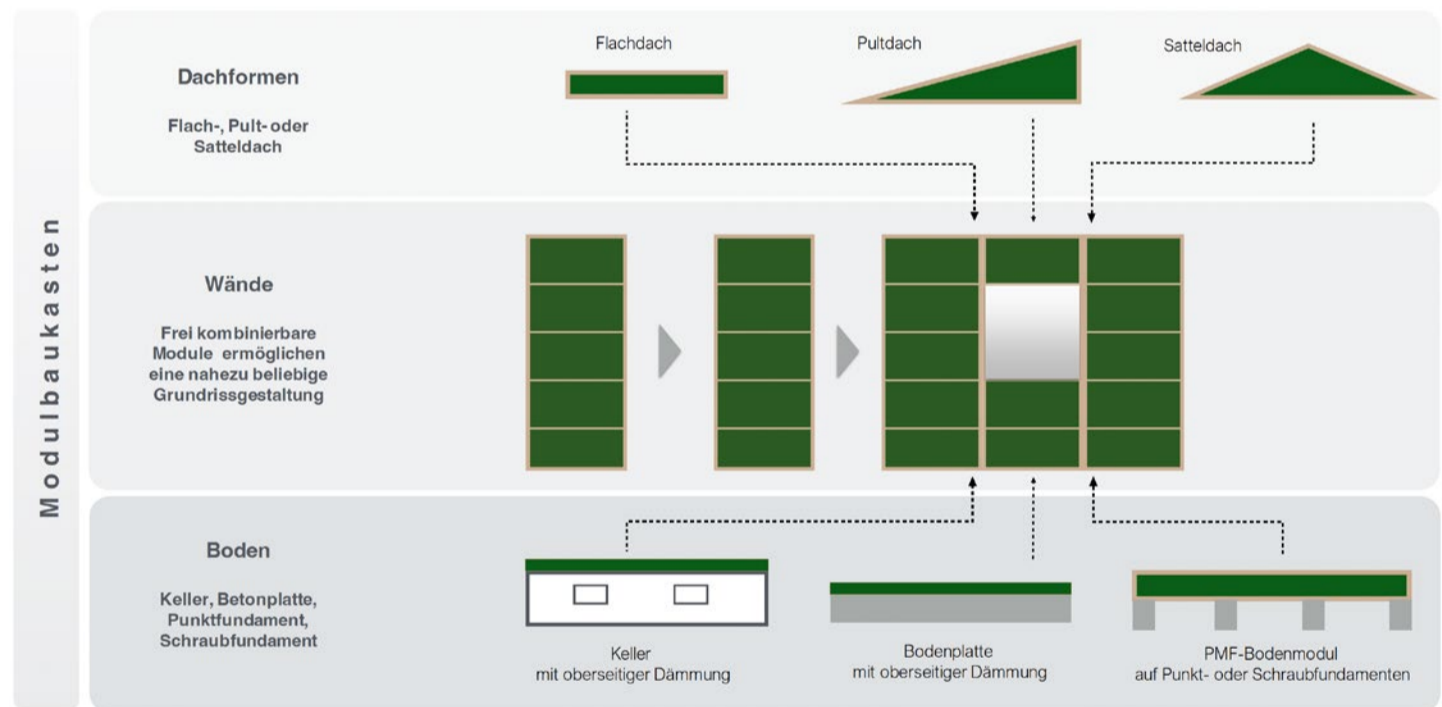 Modulbaukasten
Dachformen
Flach-, Pult- oder
Satteldach
Flachdach
Pultdach
Satteldach
Wände
Frei kombinierbare
Module ermöglichen
eine nahezu beliebige
Grundrissgestaltung
Boden
Keller, Betonplatte,
Punktfundament,
Schraubfundament
Keller
mit oberseitiger Dämmung
Bodenplatte
mit oberseitiger Dämmung
PMF-Bodenmodul
auf Punkt- oder Schraubfundamenten